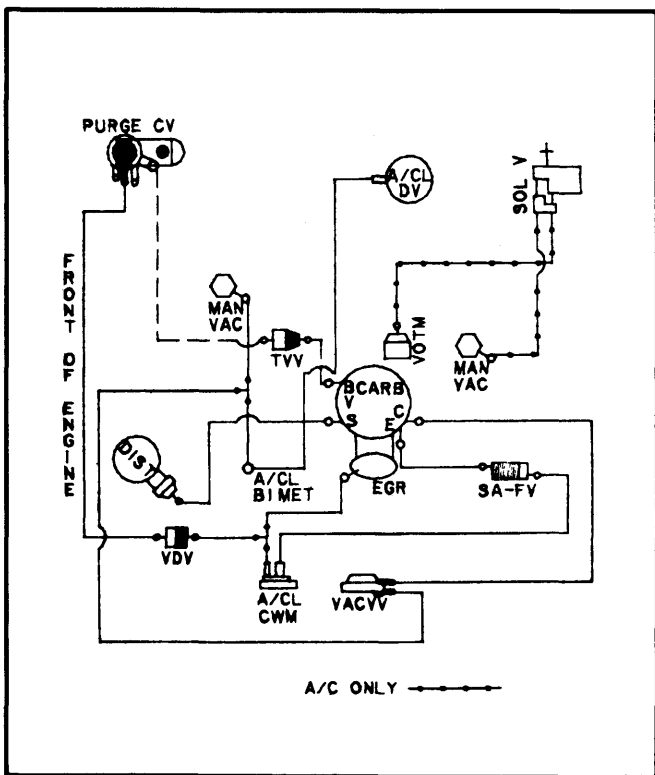 PURGE CV
A/CL
DV
SOL V
FRONT OF ENGINE
MAN
VAC
TVV
VOTM
MAN
VAC
B CARB
V
C
S
E
DIST
A/CL
BIMET
EGR
SA-FV
VDV
A/CL
CWM
VACVV
A/C ONLY